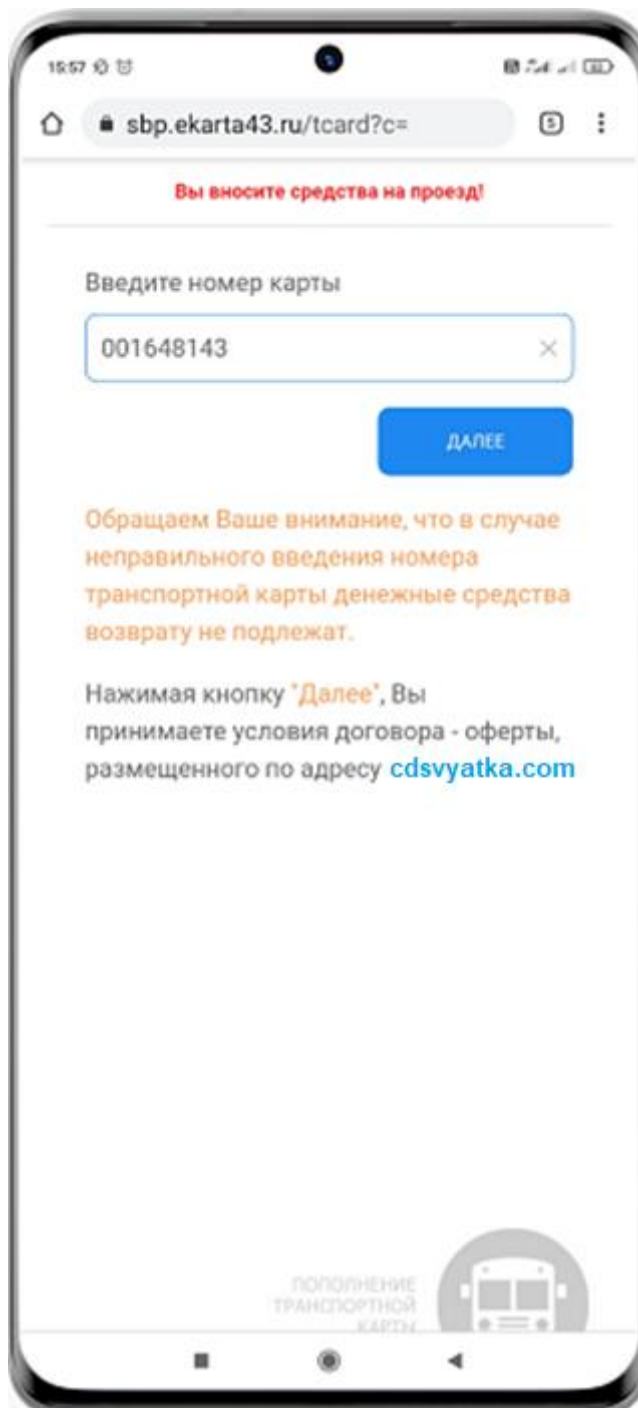 15:57
sbp.ekarta43.ru/tcard?c=
5
Вы вносите средства на проезд!
Введите номер карты
001648143
ДАЛЕЕ
Обращаем Ваше внимание, что в случае
неправильного введения номера
транспортной карты денежные средства
возврату не подлежат.
Нажимая кнопку "Далее", Вы
принимаете условия договора - оферты,
размещенного по адресу cdsvyatka.com
ПОПОЛНЕНИЕ
ТРАНСПОРТНОЙ
КАРТЫ